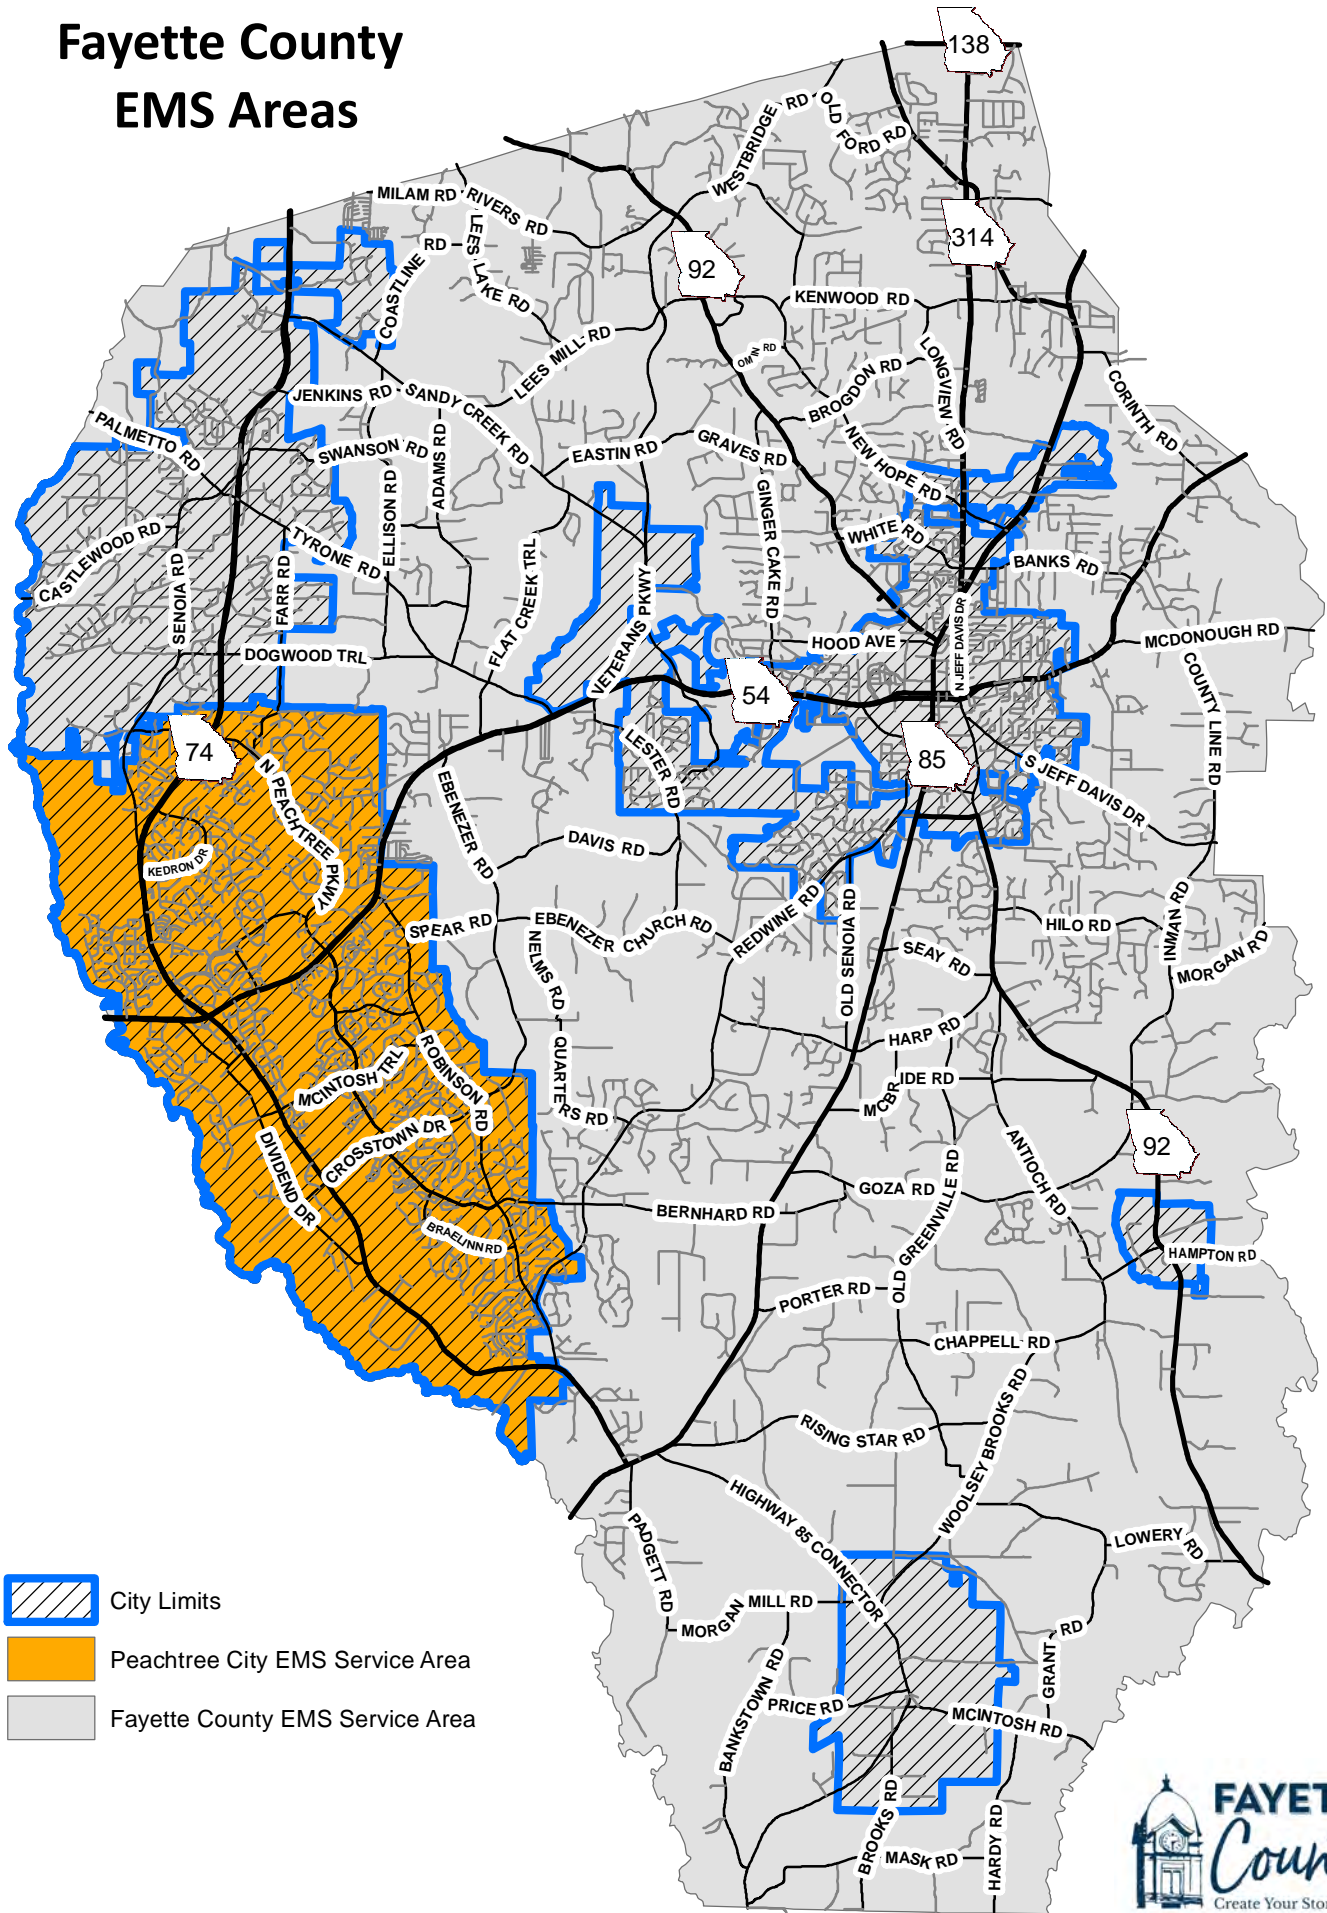 Fayette County
EMS Areas
138
OLD FORD RD
WESTBRIDGE RD
MILAM RD
RIVERS RD
314
LEES LAKE RD
COASTLINE RD
92
KENWOOD RD
LEES MILL RD
LONGVIEW RD
BROGDON RD
CORINTH RD
JENKINS RD
SANDY CREEK RD
PALMETTO RD
SWANSON RD
ADAMS RD
EASTIN RD
GRAVES RD
NEW HOPE RD
ELLISON RD
GINGER CAKE RD
WHITE RD
CASTLEWOOD RD
TYRONE RD
BANKS RD
SENOIA RD
FARR RD
FLAT CREEK TRL
VETERANS PKWY
N JEFF DAVIS DR
HOOD AVE
MCDONOUGH RD
DOGWOOD TRL
COUNTY LINE RD
54
74
85
LESTER RD
N PEACHTREE PKWY
S JEFF DAVIS DR
EBENEZER RD
DAVIS RD
KEDRON DR
SPEAR RD
EBENEZER CHURCH RD
REDWINE RD
OLD SENOIA RD
HILO RD
INMAN RD
MORGAN RD
SEAY RD
NELMS RD
HARP RD
QUARTERS RD
MCBRIDE RD
MCINTOSH TRL
ROBINSON RD
CROSSTOWN DR
DIVIDEND DR
ANTIOCH RD
92
GOZA RD
OLD GREENVILLE RD
BERNHARD RD
BRAELINN RD
HAMPTON RD
PORTER RD
CHAPPELL RD
WOOLSEY BROOKS RD
RISING STAR RD
HIGHWAY 85 CONNECTOR
PADGETT RD
LOWERY RD
MORGAN MILL RD
GRANT RD
BANKSTOWN RD
PRICE RD
MCINTOSH RD
BROOKS RD
MASK RD
HARDY RD
City Limits
Peachtree City EMS Service Area
Fayette County EMS Service Area
FAYET
Coun
Create Your Stor